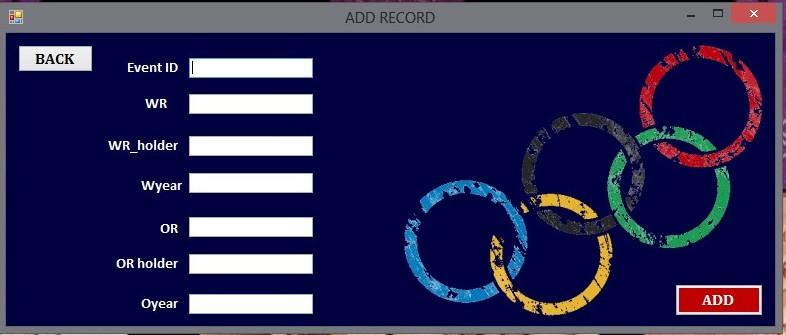 ADD RECORD
BACK
Event ID
WR
WR_holder
Wyear
OR
OR holder
Oyear
ADD